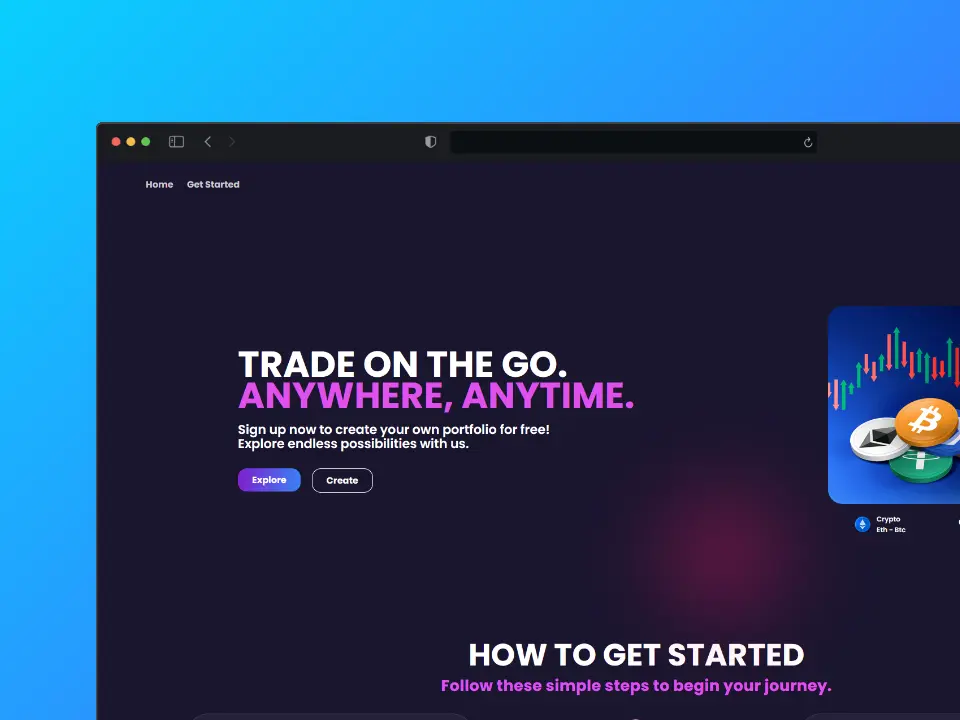 Home
Get Started
TRADE ON THE GO.
ANYWHERE, ANYTIME.
Sign up now to create your own portfolio for free!
Explore endless possibilities with us.
Explore
Create
Crypto
Eth - Btc
HOW TO GET STARTED
Follow these simple steps to begin your journey.